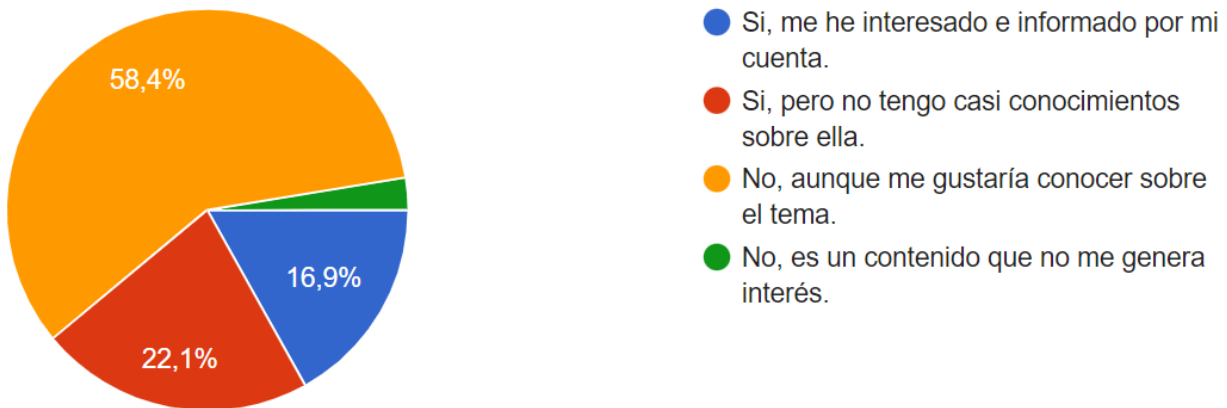 58,4%
22,1%
16,9%
Si, me he interesado e informado por mi
cuenta.
Si, pero no tengo casi conocimientos
sobre ella.
No, aunque me gustaría conocer sobre
el tema.
No, es un contenido que no me genera
interés.